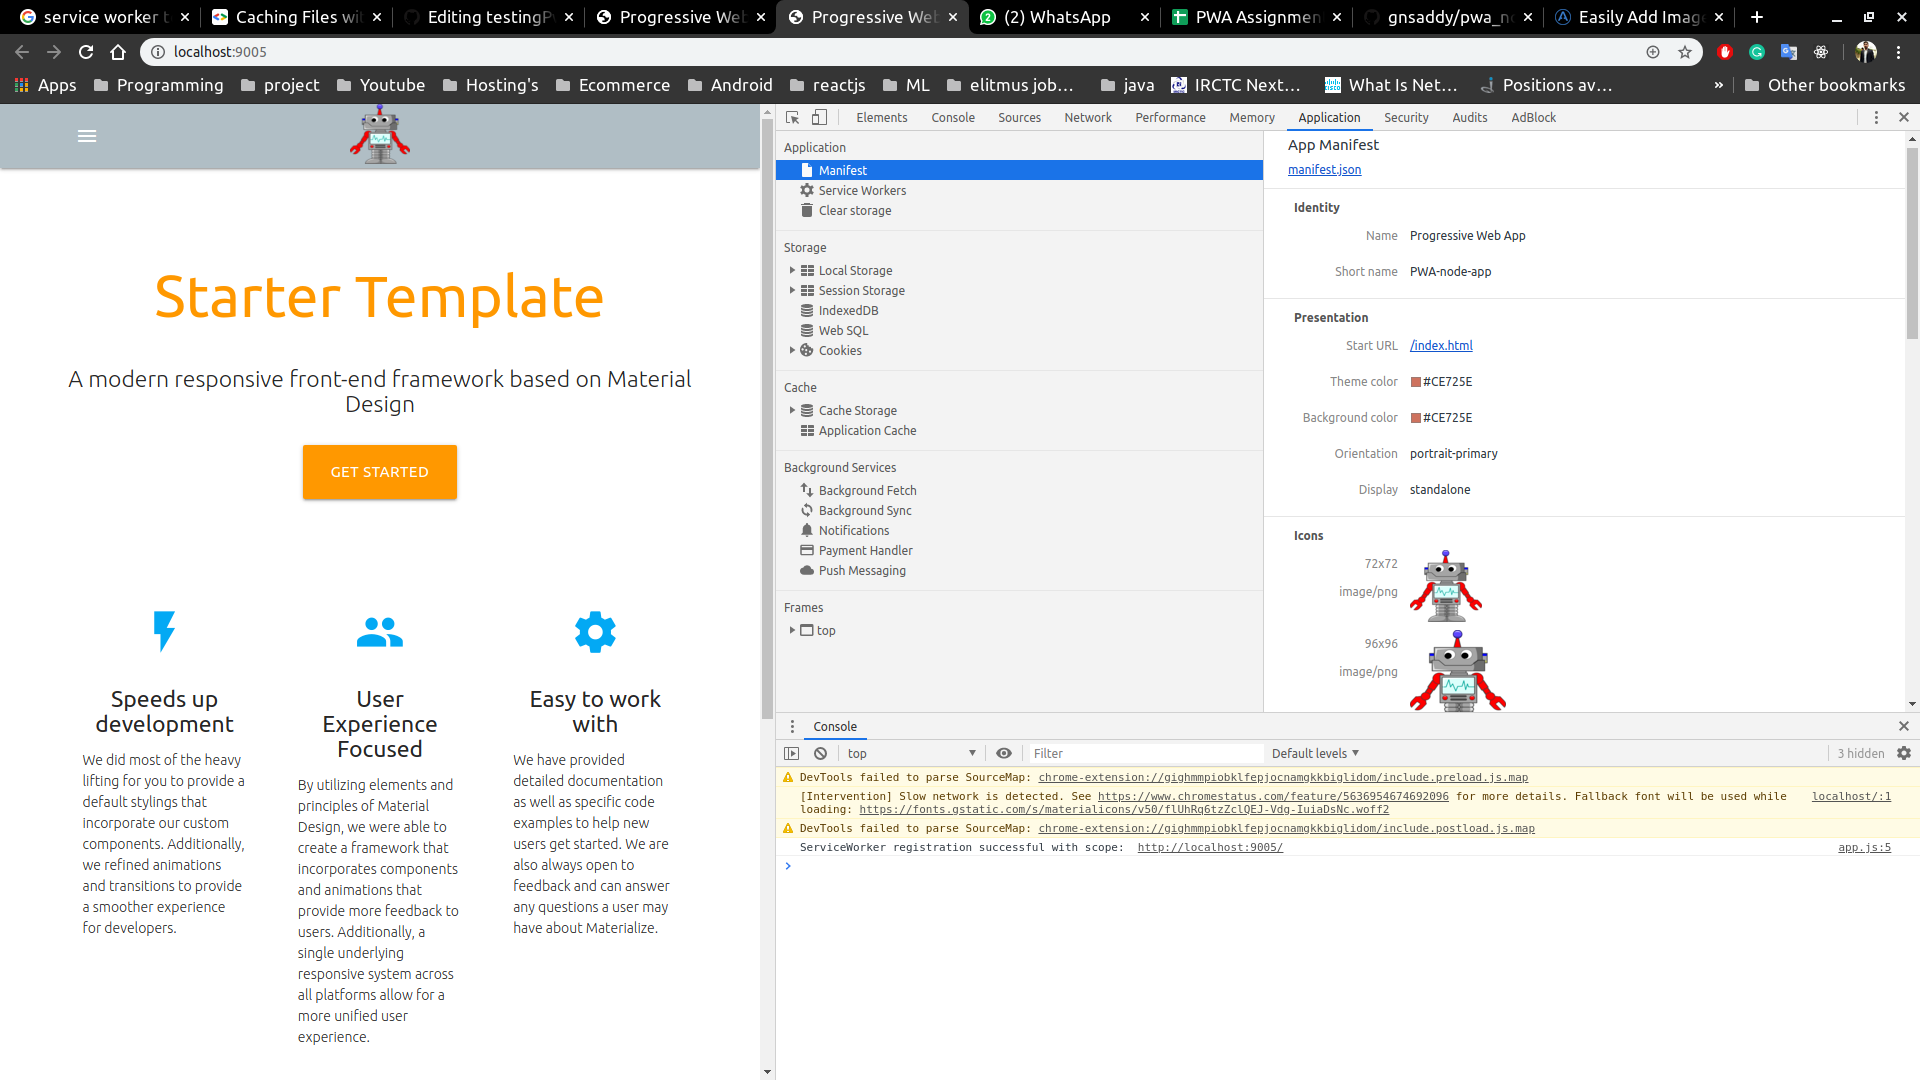 service worker t
Caching Files wi
Editing testingP
Progressive Web
Progressive Web
(2) WhatsApp
PWA Assignmen
gnsaddy/pwa_n
Easily Add Imag
localhost:9005
Apps
Programming
project
Youtube
Hosting's
Ecommerce
Android
reactjs
ML
elitmus job...
java
IRCTC Next...
What Is Net...
Positions av...
»
Other bookmarks
Starter Template
A modern responsive front-end framework based on Material
Design
GET STARTED
Speeds up
development
We did most of the heavy
lifting for you to provide a
default stylings that
incorporate our custom
components. Additionally,
we refined animations
and transitions to provide
a smoother experience
for developers.
User
Experience
Focused
By utilizing elements and
principles of Material
Design, we were able to
create a framework that
incorporates components
and animations that
provide more feedback to
users. Additionally, a
single underlying
responsive system across
all platforms allow for a
more unified user
experience.
Easy to work
with
We have provided
detailed documentation
as well as specific code
examples to help new
users get started. We are
also always open to
feedback and can answer
any questions a user may
have about Materialize.
Elements
Console
Sources
Network
Performance
Memory
Application
Security
Audits
AdBlock
Application
Manifest
Service Workers
Clear storage
Storage
Local Storage
Session Storage
IndexedDB
Web SQL
Cookies
Cache
Cache Storage
Application Cache
Background Services
Background Fetch
Background Sync
Notifications
Payment Handler
Push Messaging
Frames
top
App Manifest
manifest.json
Identity
Name Progressive Web App
Short name PWA-node-app
Presentation
Start URL /index.html
Theme color #CE725E
Background color #CE725E
Orientation portrait-primary
Display standalone
Icons
72x72
image/png
96x96
image/png
Console
top
Filter
Default levels
3 hidden
DevTools failed to parse SourceMap: chrome-extension://gighmmpiobklfepjocnamgkkbiglidom/include.preload.js.map
[Intervention] Slow network is detected. See https://www.chromestatus.com/feature/5636954674692096 for more details. Fallback font will be used while localhost/:1
loading: https://fonts.gstatic.com/s/materialicons/v50/flUhRq6tzZclQEJ-Vdg-IuiaDsNc.woff2
DevTools failed to parse SourceMap: chrome-extension://gighmmpiobklfepjocnamgkkbiglidom/include.postload.js.map
ServiceWorker registration successful with scope: http://localhost:9005/ app.js:5